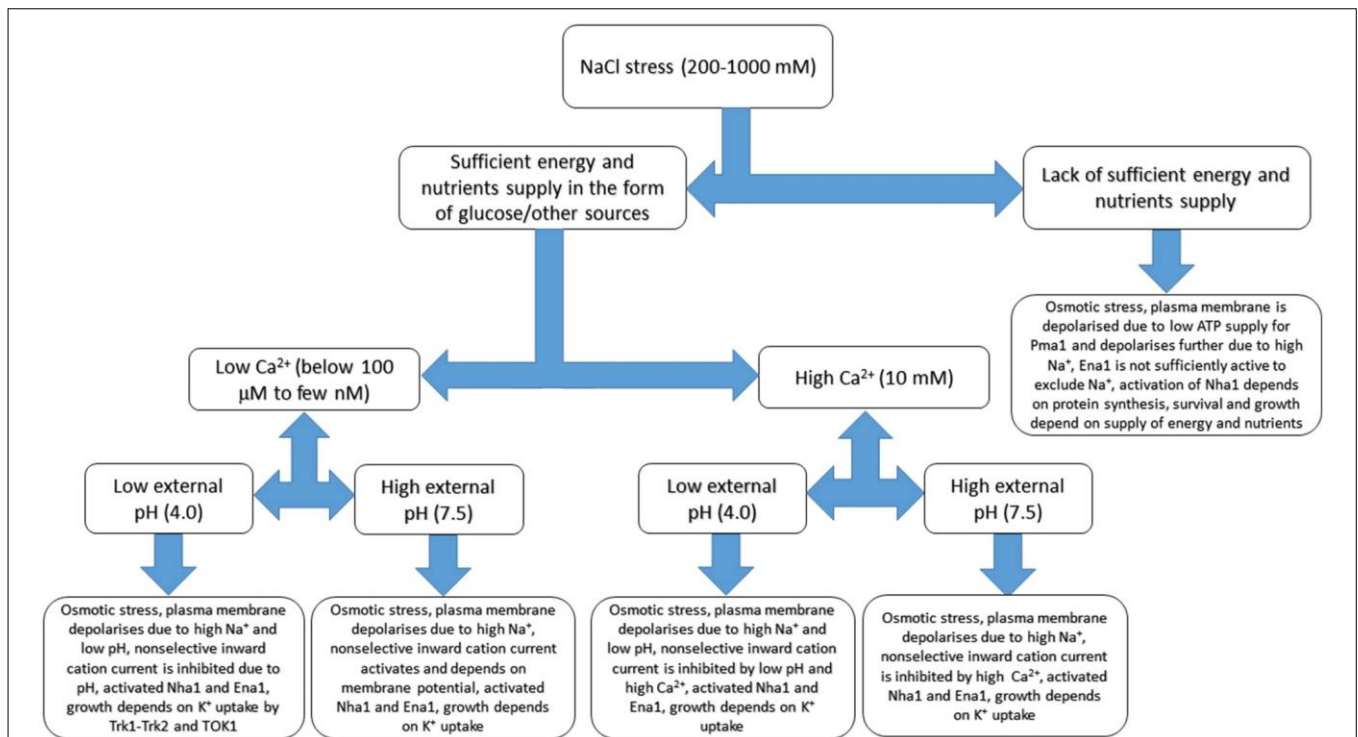 NaCl stress (200-1000 mM)
Sufficient energy and
nutrients supply in the form
of glucose/other sources
Lack of sufficient energy and
nutrients supply
Osmotic stress, plasma membrane is
depolarised due to low ATP supply for
Pma1 and depolarises further due to high
Na⁺, Ena1 is not sufficiently active to
exclude Na⁺, activation of Nha1 depends
on protein synthesis, survival and growth
depend on supply of energy and nutrients
Low Ca²⁺ (below 100
µM to few nM)
High Ca²⁺ (10 mM)
Low external
pH (4.0)
High external
pH (7.5)
Low external
pH (4.0)
High external
pH (7.5)
Osmotic stress, plasma membrane
depolarises due to high Na⁺ and
low pH, nonselective inward
cation current is inhibited due to
pH, activated Nha1 and Ena1,
growth depends on K⁺ uptake by
Trk1-Trk2 and TOK1
Osmotic stress, plasma membrane
depolarises due to high Na⁺,
nonselective inward cation current
activates and depends on
membrane potential, activated
Nha1 and Ena1, growth depends
on K⁺ uptake
Osmotic stress, plasma membrane
depolarises due to high Na⁺ and
low pH, nonselective inward cation
current is inhibited by low pH and
high Ca²⁺, activated Nha1 and
Ena1, growth depends on K⁺
uptake
Osmotic stress, plasma membrane
depolarises due to high Na⁺,
nonselective inward cation current
is inhibited by high Ca²⁺, activated
Nha1 and Ena1, growth depends
on K⁺ uptake